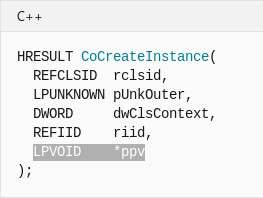 C++
HRESULT CoCreateInstance(
  REFCLSID  rclsid,
  LPUNKNOWN pUnkOuter,
  DWORD     dwClsContext,
  REFIID    riid,
  LPVOID    *ppv
);